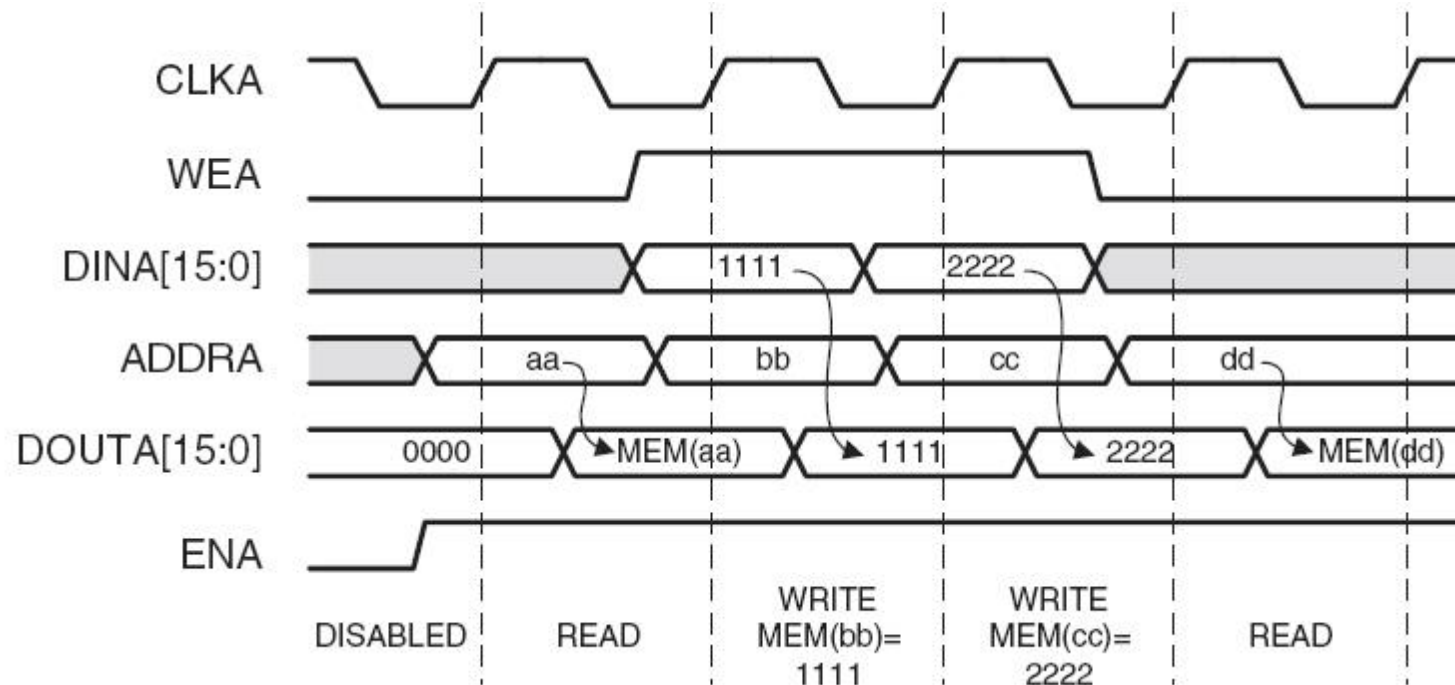 CLKA
WEA
DINA[15:0] 1111 2222
ADDRA aa bb cc dd
DOUTA[15:0] 0000 MEM(aa) 1111 2222 MEM(dd)
ENA
DISABLED READ WRITE MEM(bb)= 1111 WRITE MEM(cc)= 2222 READ